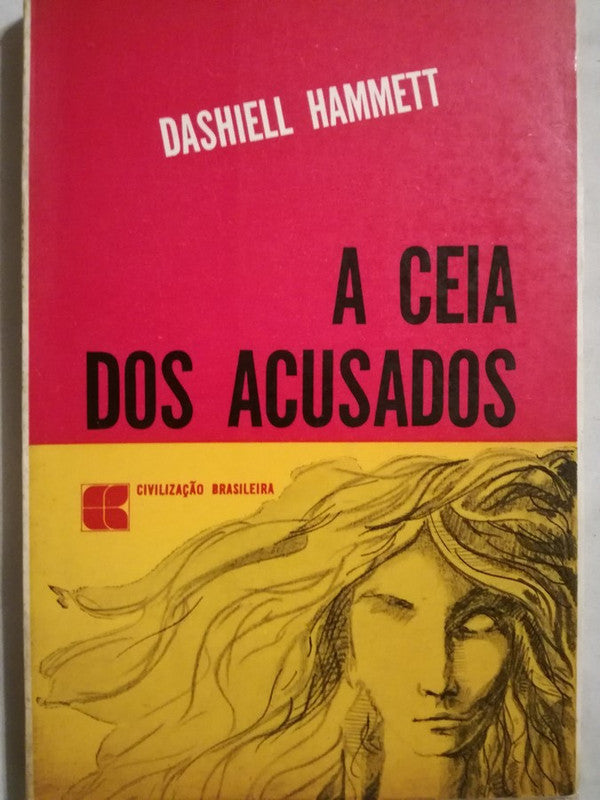 DASHIELL HAMMETT
A CEIA
DOS ACUSADOS
CIVILIZAÇÃO BRASILEIRA